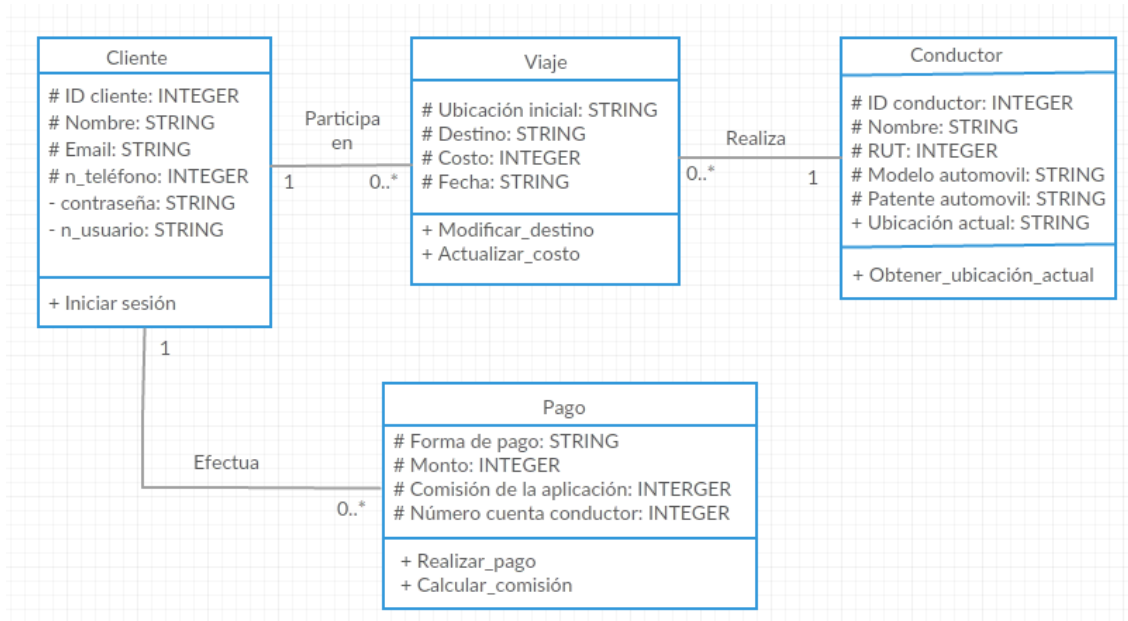 Cliente
# ID cliente: INTEGER
# Nombre: STRING
# Email: STRING
# n_teléfono: INTEGER
- contraseña: STRING
- n_usuario: STRING
+ Iniciar sesión
Participa
en
1
0..*
Viaje
# Ubicación inicial: STRING
# Destino: STRING
# Costo: INTEGER
# Fecha: STRING
+ Modificar_destino
+ Actualizar_costo
Realiza
0..*
1
Conductor
# ID conductor: INTEGER
# Nombre: STRING
# RUT: INTEGER
# Modelo automovil: STRING
# Patente automovil: STRING
+ Ubicación actual: STRING
+ Obtener_ubicación_actual
1
Efectua
0..*
Pago
# Forma de pago: STRING
# Monto: INTEGER
# Comisión de la aplicación: INTERGER
# Número cuenta conductor: INTEGER
+ Realizar_pago
+ Calcular_comisión